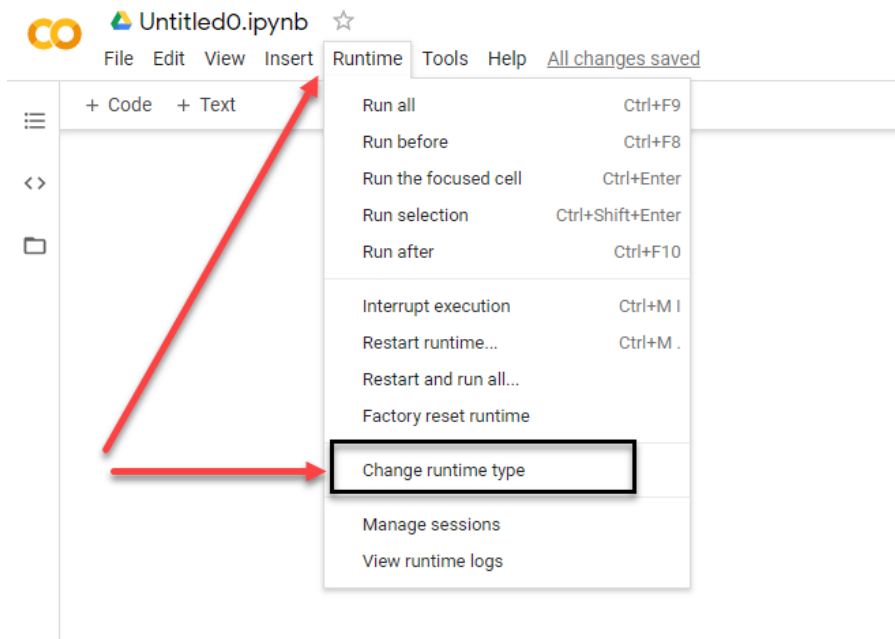 Untitled0.ipynb
File Edit View Insert Runtime Tools Help All changes saved
+ Code + Text
Run all Ctrl+F9
Run before Ctrl+F8
Run the focused cell Ctrl+Enter
Run selection Ctrl+Shift+Enter
Run after Ctrl+F10
Interrupt execution Ctrl+M I
Restart runtime... Ctrl+M .
Restart and run all...
Factory reset runtime
Change runtime type
Manage sessions
View runtime logs